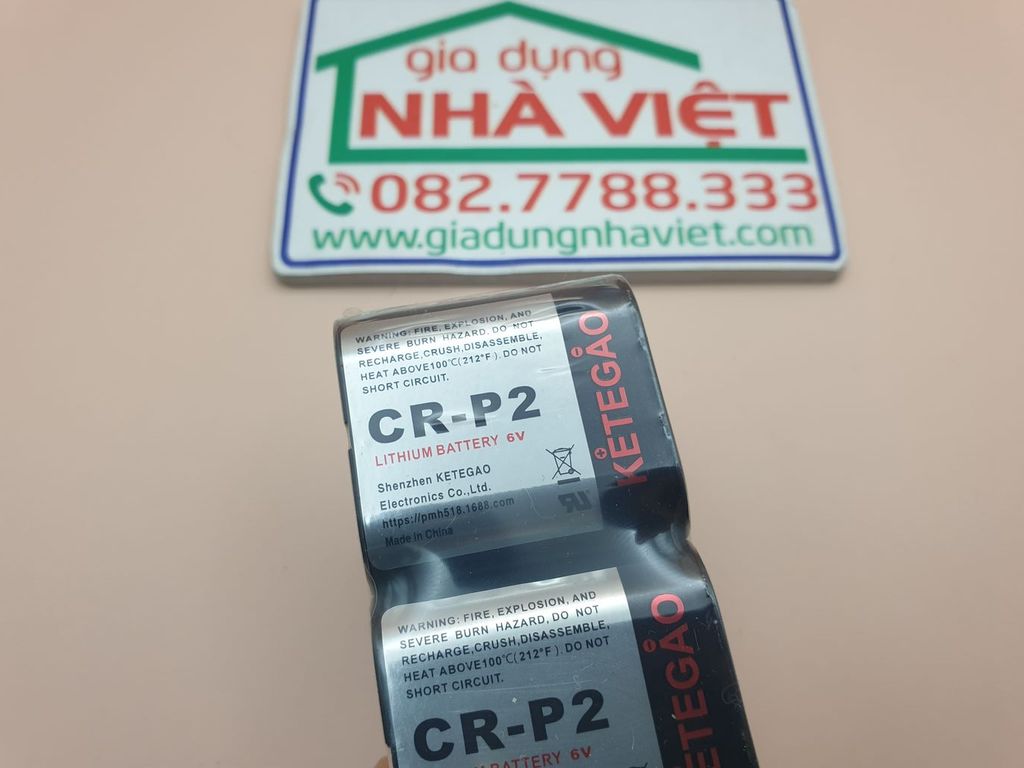 gia dụng
NHÀ VIỆT
082.7788.333
www.giadungnhaviet.com
WARNING: FIRE, EXPLOSION, AND
SEVERE BURN HAZARD, DO NOT
RECHARGE,CRUSH,DISASSEMBLE,
HEAT ABOVE100℃(212°F). DO NOT
SHORT CIRCUIT.
CR-P2
LITHIUM BATTERY 6V
Shenzhen KETEGAO
Electronics Co.,Ltd.
https://pmh518.1688.com
Made in China
KETEGAO
WARNING: FIRE, EXPLOSION, AND
SEVERE BURN HAZARD, DO NOT
RECHARGE,CRUSH,DISASSEMBLE,
HEAT ABOVE100℃(212°F). DO NOT
SHORT CIRCUIT.
CR-P2
BATTERY 6V
ETEGAO